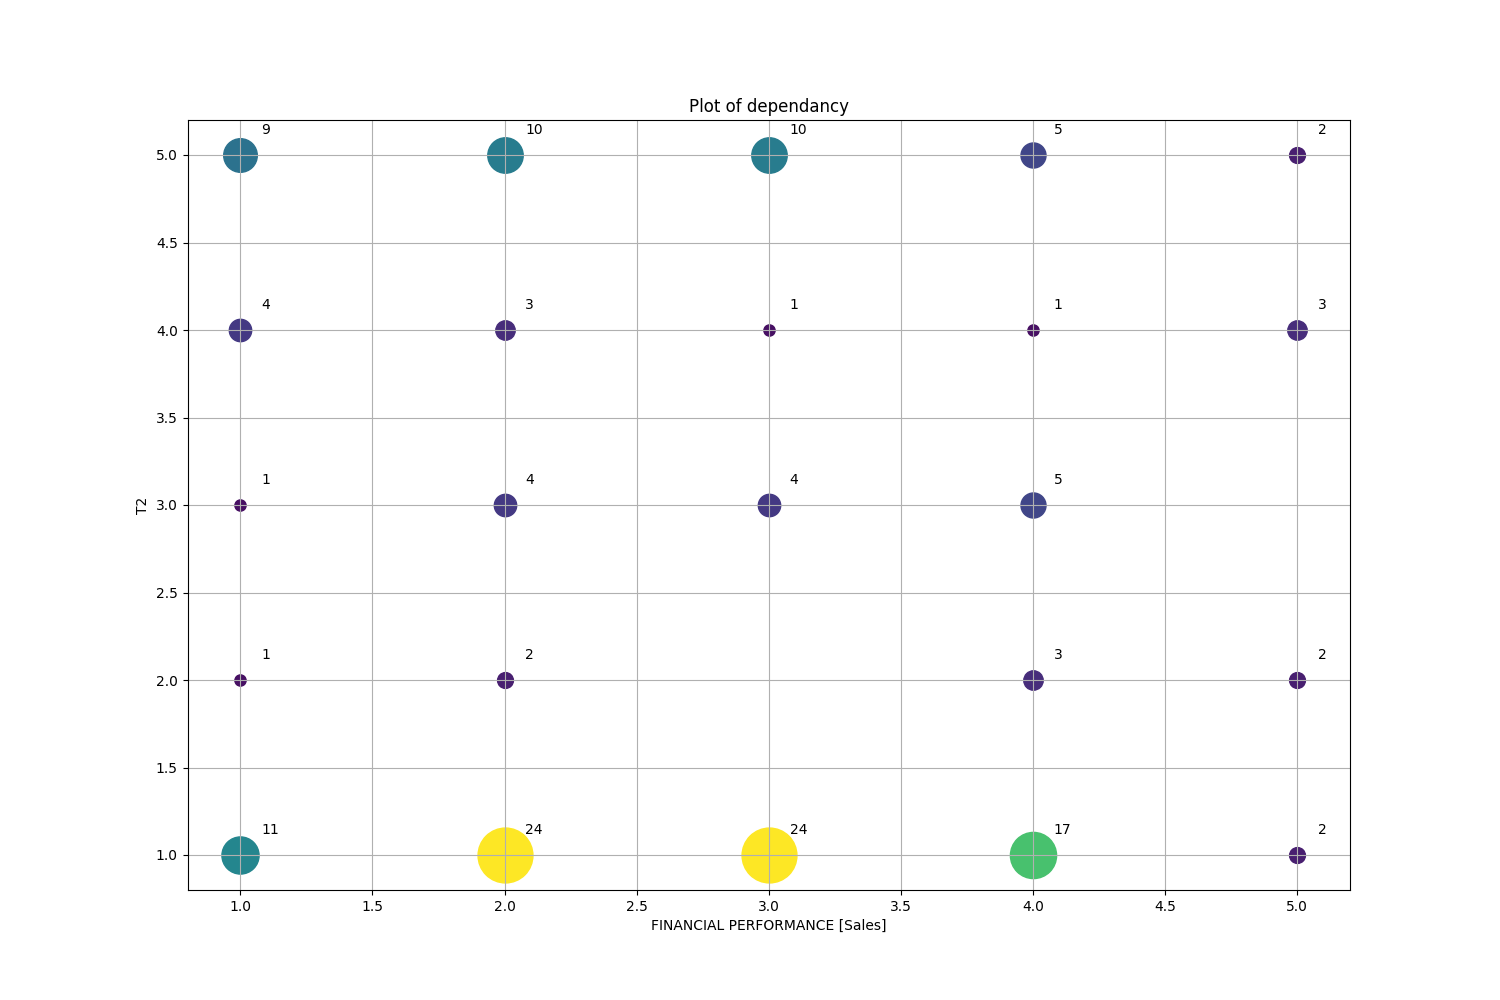 Plot of dependancy
9 10 10 5 2
5.0
4.5
4 3 1 1 3
4.0
3.5
1 4 4 5
3.0
T2
2.5
1 2 3 2
2.0
1.5
11 24 24 17 2
1.0
1.0 1.5 2.0 2.5 3.0 3.5 4.0 4.5 5.0
FINANCIAL PERFORMANCE [Sales]